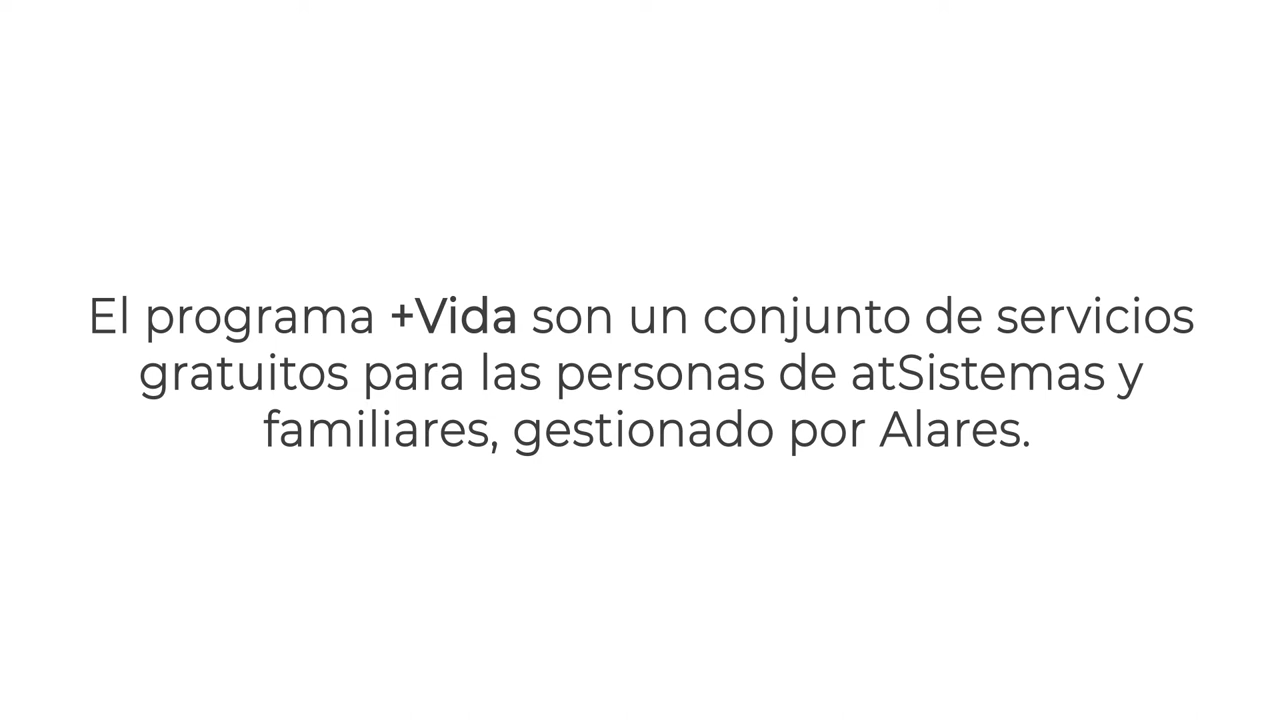 El programa +Vida son un conjunto de servicios
gratuitos para las personas de atSistemas y
familiares, gestionado por Alares.